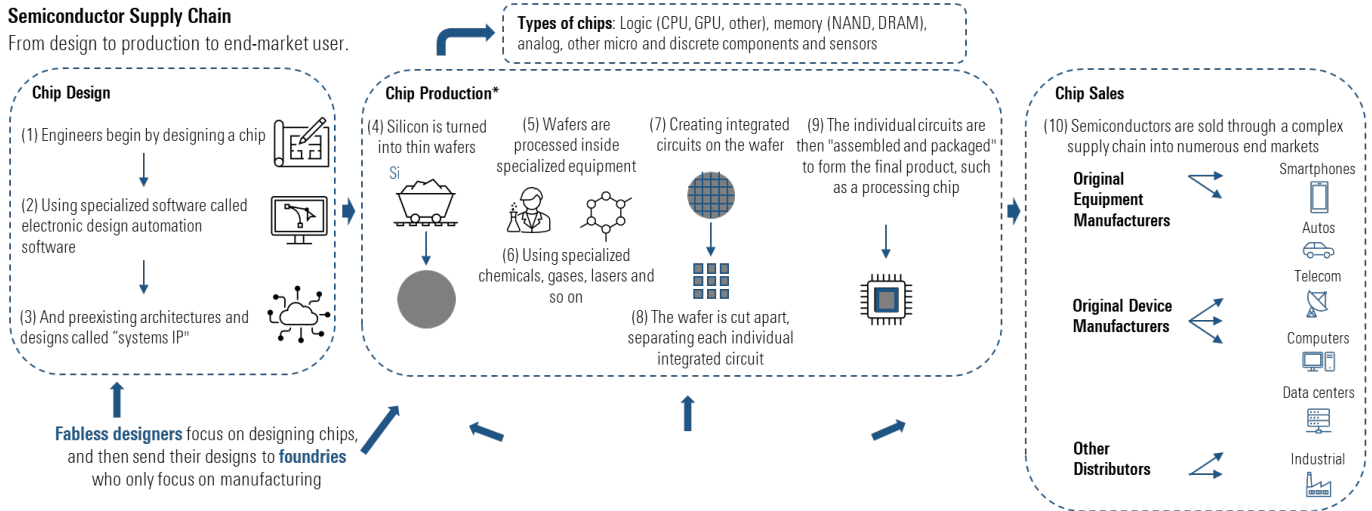 Semiconductor Supply Chain
From design to production to end-market user.
Types of chips: Logic (CPU, GPU, other), memory (NAND, DRAM),
analog, other micro and discrete components and sensors
Chip Design
(1) Engineers begin by designing a chip
(2) Using specialized software called
electronic design automation
software
(3) And preexisting architectures and
designs called “systems IP"
Chip Production*
(4) Silicon is turned
into thin wafers
Si
(5) Wafers are
processed inside
specialized equipment
(6) Using specialized
chemicals, gases, lasers and
so on
(7) Creating integrated
circuits on the wafer
(8) The wafer is cut apart,
separating each individual
integrated circuit
(9) The individual circuits are
then "assembled and packaged"
to form the final product, such
as a processing chip
Chip Sales
(10) Semiconductors are sold through a complex
supply chain into numerous end markets
Original
Equipment
Manufacturers
Original Device
Manufacturers
Other
Distributors
Smartphones
Autos
Telecom
Computers
Data centers
Industrial
Fabless designers focus on designing chips,
and then send their designs to foundries
who only focus on manufacturing